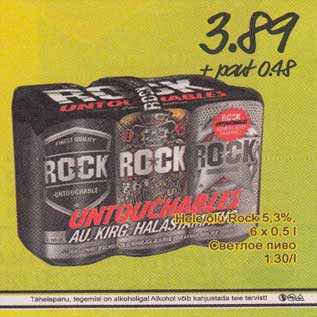 3.89
+ pant 0.48
ROCK
UNTOUCHABLES
FINEST QUALITY
ROCK
UNTOUCHABLE
ROCK
ROCK
UNTOUCHABLES
AU. KIRG. HALASTAMATUS
Hele õlu Rock 5,3%,
6 x 0,5 l
Светлое пиво
1.30/l
Tähelepanu, tegemist on alkoholiga! Alkohol võib kahjustada teie tervist!